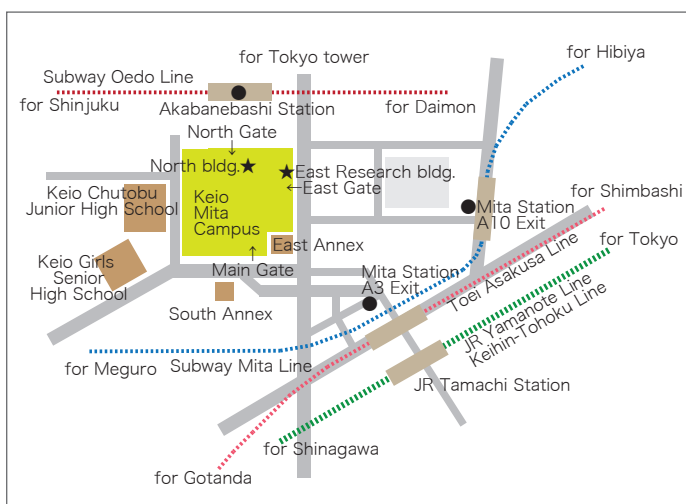 for Tokyo tower
for Hibiya
Subway Oedo Line
for Shinjuku
Akabanebashi Station
for Daimon
North Gate
↓
North bldg.★
★East Research bldg.
←East Gate
Keio Chutobu
Junior High School
Keio
Mita
Campus
for Shimbashi
Mita Station
A10 Exit
for Tokyo
East Annex
↑
Main Gate
Keio Girls
Senior
High School
Mita Station
A3 Exit
Toei Asakusa Line
JR Yamanote Line
Keihin-Tohoku Line
South Annex
for Meguro
Subway Mita Line
JR Tamachi Station
for Shinagawa
for Gotanda